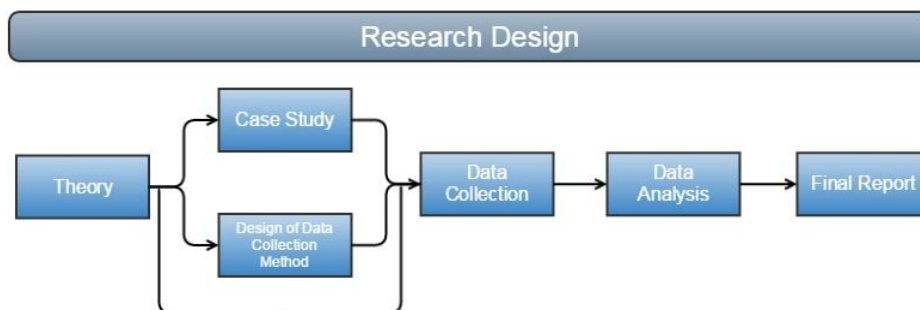 Research Design
Case Study
Theory
Design of Data
Collection
Method
Data
Collection
Data
Analysis
Final Report